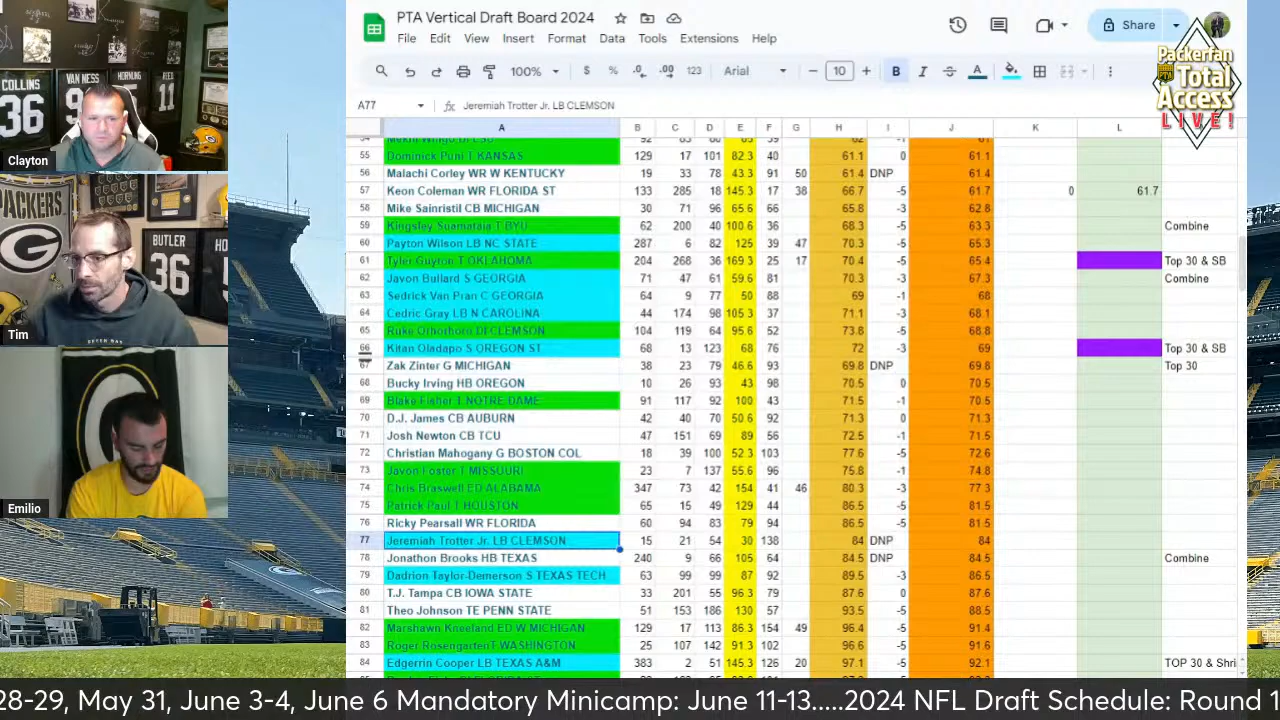 COLLINS VAN NESS HORNUNG REED
36 9 5 11
Clayton
PACKERS
G
BUTLER HO
36
Tim
Emilio
PTA Vertical Draft Board 2024
File Edit View Insert Format Data Tools Extensions Help
Share
100% $ % .0 .00 123 Arial 10 B I A
A77 fx Jeremiah Trotter Jr. LB CLEMSON
Packerfan
PTA Total
Access
LIVE!
A B C D E F G H I J K L
55 Dominick Puni T KANSAS 129 17 101 82.3 40 61.1 0 61.1
56 Malachi Corley WR W KENTUCKY 19 33 78 43.3 91 50 61.4 DNP 61.4
57 Keon Coleman WR FLORIDA ST 133 285 18 145.3 17 38 66.7 -5 61.7 0 61.7
58 Mike Sainristil CB MICHIGAN 30 71 96 65.6 66 65.8 -3 62.8
59 Kingsley Suamataia T BYU 62 200 40 100.6 36 68.3 -5 63.3 Combine
60 Payton Wilson LB NC STATE 287 6 82 125 39 47 70.3 -5 65.3
61 Tyler Guyton T OKLAHOMA 204 268 36 169.3 25 17 70.4 -5 65.4 Top 30 & SB
62 Javon Bullard S GEORGIA 71 47 61 59.6 81 70.3 -3 67.3 Combine
63 Sedrick Van Pran C GEORGIA 64 9 77 50 88 69 -1 68
64 Cedric Gray LB N CAROLINA 44 174 98 105.3 37 71.1 -3 68.1
65 Ruke Orhorhoro DI CLEMSON 104 119 64 95.6 52 73.8 -5 68.8
66 Kitan Oladapo S OREGON ST 68 13 123 68 76 72 -3 69 Top 30 & SB
67 Zak Zinter G MICHIGAN 38 23 79 46.6 93 69.8 DNP 69.8 Top 30
68 Bucky Irving HB OREGON 10 26 93 43 98 70.5 0 70.5
69 Blake Fisher T NOTRE DAME 91 117 92 100 43 71.5 -1 70.5
70 D.J. James CB AUBURN 42 40 70 50.6 92 71.3 0 71.3
71 Josh Newton CB TCU 47 151 69 89 56 72.5 -1 71.5
72 Christian Mahogany G BOSTON COL 18 39 100 52.3 103 77.6 -5 72.6
73 Javon Foster T MISSOURI 23 7 137 55.6 96 75.8 -1 74.8
74 Chris Braswell ED ALABAMA 347 73 42 154 41 46 80.3 -3 77.3
75 Patrick Paul T HOUSTON 65 15 49 129 44 86.5 -5 81.5
76 Ricky Pearsall WR FLORIDA 60 94 83 79 94 86.5 -5 81.5
77 Jeremiah Trotter Jr. LB CLEMSON 15 21 54 30 138 84 DNP 84
78 Jonathon Brooks HB TEXAS 240 9 66 105 64 84.5 DNP 84.5 Combine
79 Dadrion Taylor-Demerson S TEXAS TECH 63 99 99 87 92 89.5 -3 86.5
80 T.J. Tampa CB IOWA STATE 33 201 55 96.3 79 87.6 0 87.6
81 Theo Johnson TE PENN STATE 51 153 186 130 57 93.5 -5 88.5
82 Marshawn Kneeland ED W MICHIGAN 129 17 113 86.3 154 49 96.4 -5 91.4
83 Roger RosengartenT WASHINGTON 25 107 142 91.3 102 96.6 -5 91.6
84 Edgerrin Cooper LB TEXAS A&M 383 2 51 145.3 126 20 97.1 -5 92.1 TOP 30 & Shri
28-29, May 31, June 3-4, June 6 Mandatory Minicamp: June 11-13.....2024 NFL Draft Schedule: Round 1